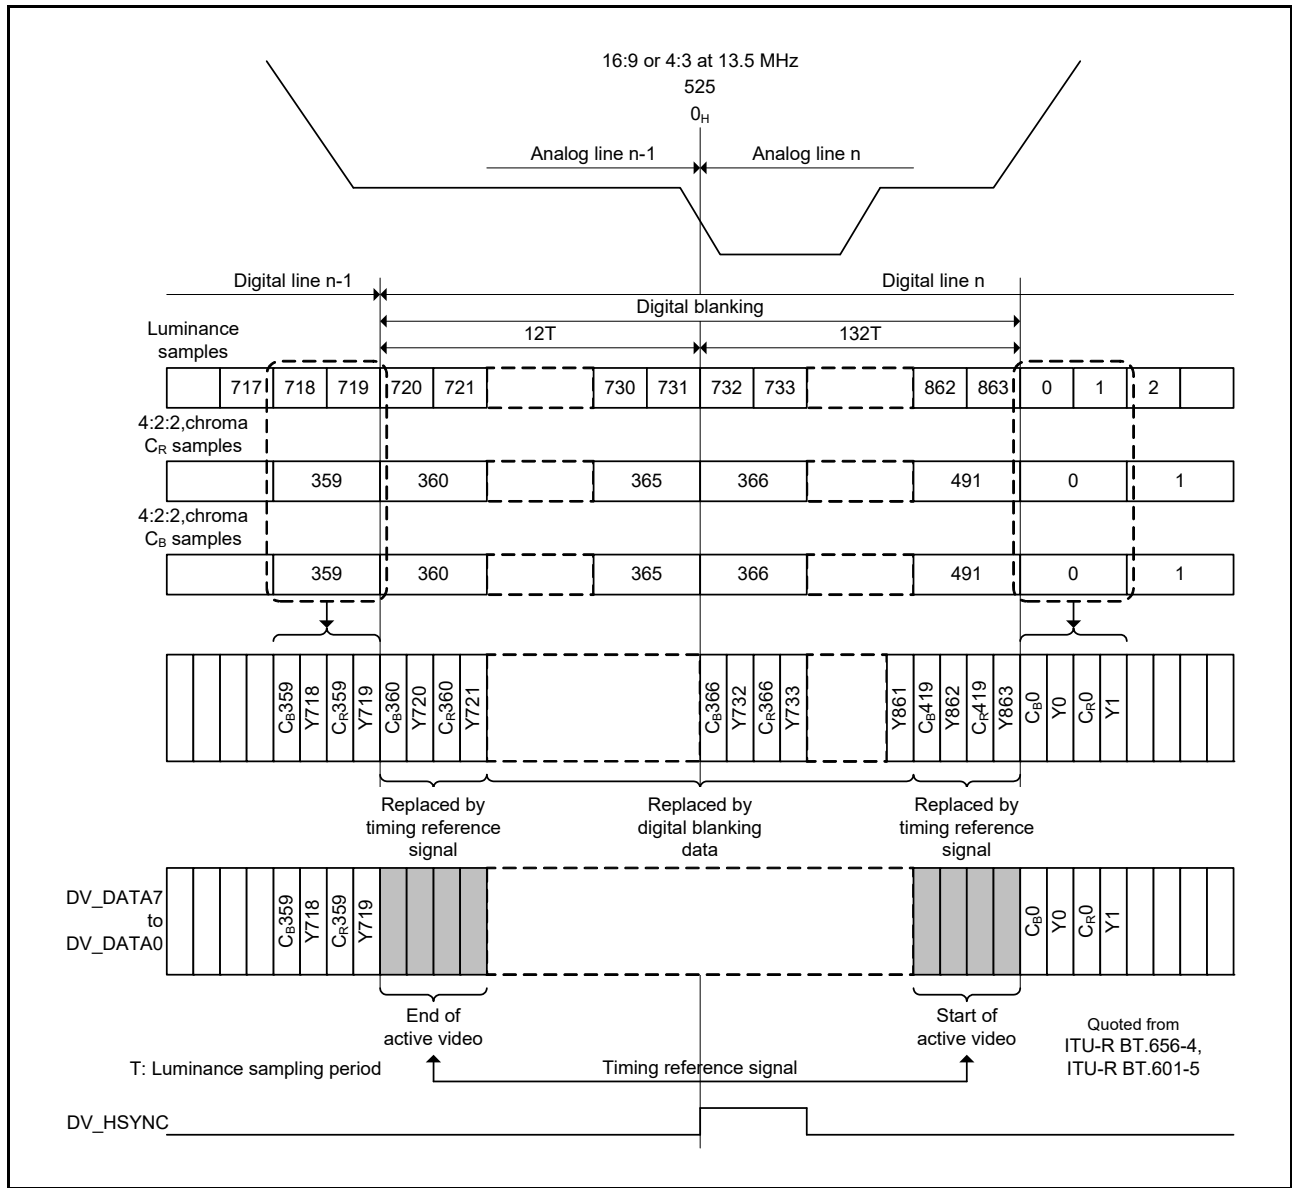 16:9 or 4:3 at 13.5 MHz
525
0H
Analog line n-1 Analog line n
Digital line n-1 Digital line n
Digital blanking
12T 132T
Luminance
samples
717 718 719 720 721 730 731 732 733 862 863 0 1 2
4:2:2,chroma
CR samples
359 360 365 366 491 0 1
4:2:2,chroma
CB samples
359 360 365 366 491 0 1
CB359 Y718 CR359 Y719 CB360 Y720 CR360 Y721 CB366 Y732 CR366 Y733 Y861 CB419 Y862 CR419 Y863 CB0 Y0 CR0 Y1
Replaced by
timing reference
signal
Replaced by
digital blanking
data
Replaced by
timing reference
signal
DV_DATA7
to
DV_DATA0
CB359 Y718 CR359 Y719 CB0 Y0 CR0 Y1
End of
active video
Start of
active video
Quoted from
ITU-R BT.656-4,
ITU-R BT.601-5
T: Luminance sampling period
Timing reference signal
DV_HSYNC